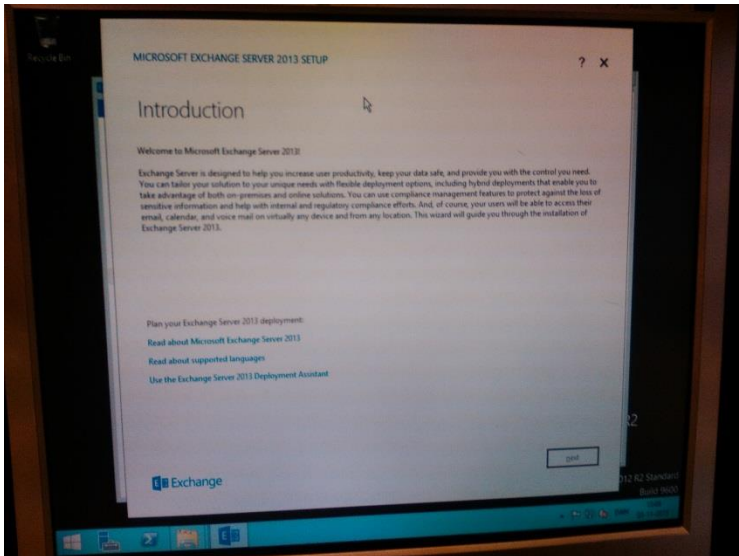 Recycle Bin
MICROSOFT EXCHANGE SERVER 2013 SETUP
?
Introduction
Welcome to Microsoft Exchange Server 2013!
Exchange Server is designed to help you increase user productivity, keep your data safe, and provide you with the control you need.
You can tailor your solution to your unique needs with flexible deployment options, including hybrid deployments that enable you to
take advantage of both on-premises and online solutions. You can use compliance management features to protect against the loss of
sensitive information and help with internal and regulatory compliance efforts. And, of course, your users will be able to access their
email, calendar, and voice mail on virtually any device and from any location. This wizard will guide you through the installation of
Exchange Server 2013.
Plan your Exchange Server 2013 deployment:
Read about Microsoft Exchange Server 2013
Read about supported languages
Use the Exchange Server 2013 Deployment Assistant
R2
next
Exchange
012 R2 Standard
Build 9600